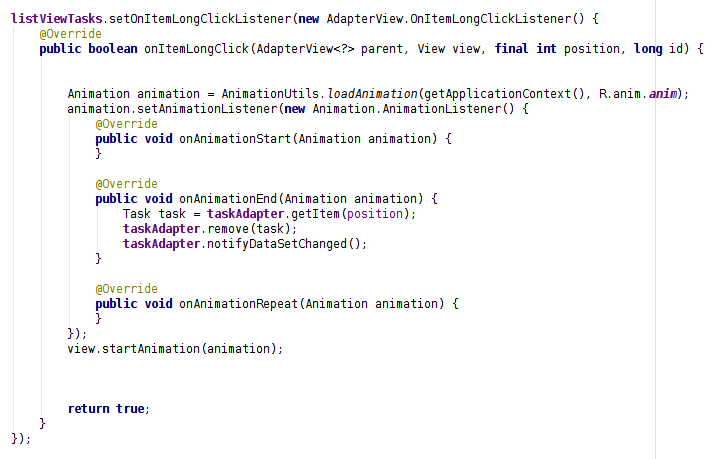 listViewTasks.setOnItemLongClickListener(new AdapterView.OnItemLongClickListener() {
    @Override
    public boolean onItemLongClick(AdapterView<?> parent, View view, final int position, long id) {
        Animation animation = AnimationUtils.loadAnimation(getApplicationContext(), R.anim.anim);
        animation.setAnimationListener(new Animation.AnimationListener() {
            @Override
            public void onAnimationStart(Animation animation) {
            }
            @Override
            public void onAnimationEnd(Animation animation) {
                Task task = taskAdapter.getItem(position);
                taskAdapter.remove(task);
                taskAdapter.notifyDataSetChanged();
            }
            @Override
            public void onAnimationRepeat(Animation animation) {
            }
        });
        view.startAnimation(animation);
        return true;
    }
});